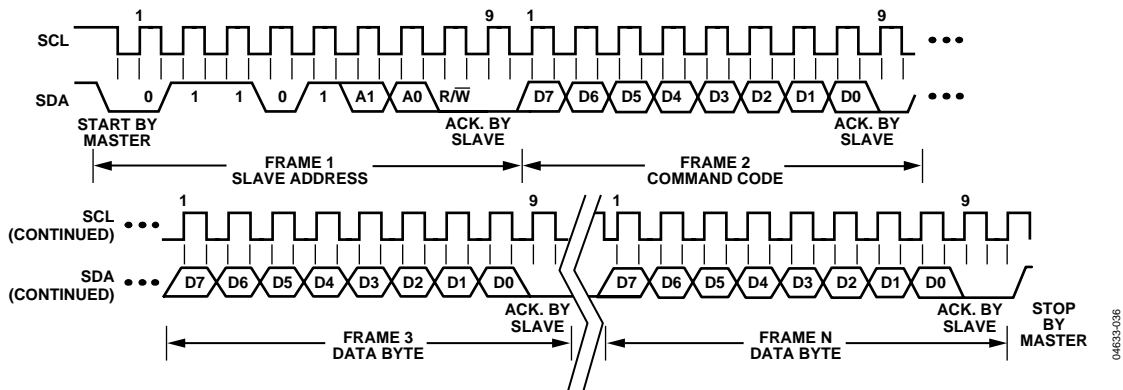 1 9 1 9
SCL
SDA 0 1 1 0 1 A1 A0 R/W̅ D7 D6 D5 D4 D3 D2 D1 D0
START BY MASTER
ACK. BY SLAVE
ACK. BY SLAVE
FRAME 1
SLAVE ADDRESS
FRAME 2
COMMAND CODE
1 9 1 9
SCL
(CONTINUED)
SDA
(CONTINUED)
D7 D6 D5 D4 D3 D2 D1 D0 D7 D6 D5 D4 D3 D2 D1 D0
ACK. BY
SLAVE
ACK. BY
SLAVE
STOP
BY
MASTER
FRAME 3
DATA BYTE
FRAME N
DATA BYTE
04633-036